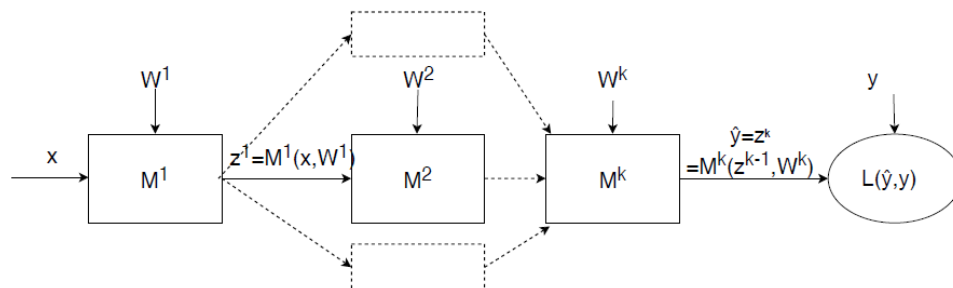 W¹
W²
Wᵏ
y
x
M¹
z¹=M¹(x,W¹)
M²
Mᵏ
ŷ=zᵏ
=Mᵏ(zᵏ⁻¹,Wᵏ)
L(ŷ,y)